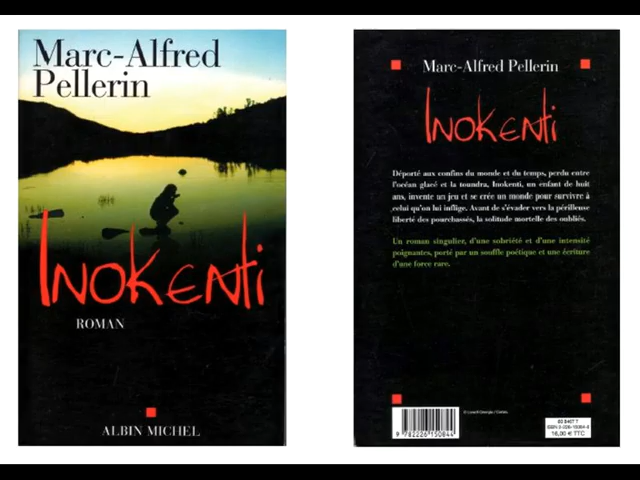 Marc-Alfred
Pellerin
INOKENTI
ROMAN
ALBIN MICHEL
Marc-Alfred Pellerin
INOKENTI
Déporté aux confins du monde et du temps, perdu entre
l'océan glacé et la toundra, Inokenti, un enfant de huit
ans, invente un jeu et se crée un monde pour survivre à
celui qu'on lui inflige. Avant de s'évader vers la périlleuse
liberté des pourchassés, la solitude mortelle des oubliés.
Un roman singulier, d'une sobriété et d'une intensité
poignantes, porté par un souffle poétique et une écriture
d'une force rare.
9 782226 150844
16,00 € TTC